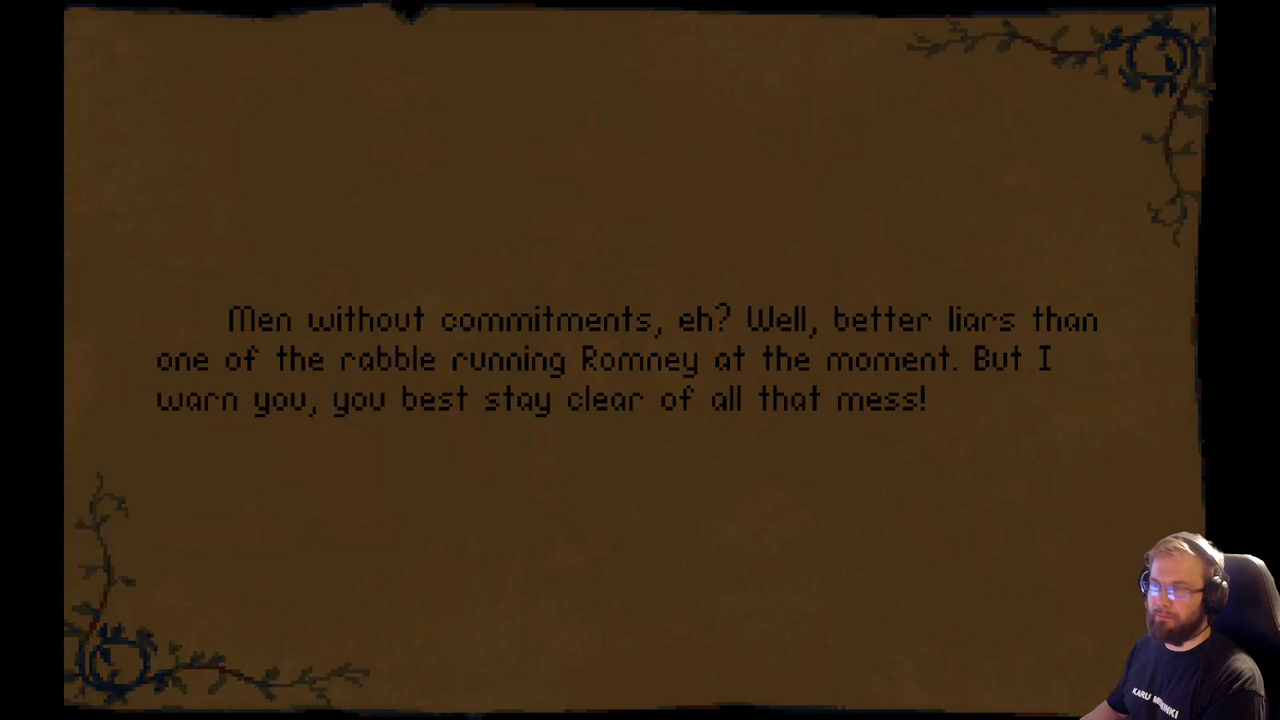 Men without commitments, eh? Well, better liars than
one of the rabble running Romney at the moment. But I
warn you, you best stay clear of all that mess!
KARU